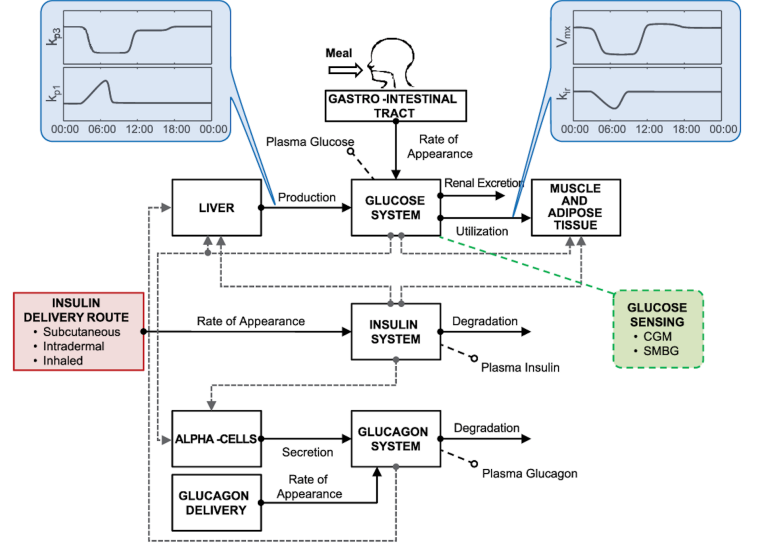 k_p3
k_p1
00:00 06:00 12:00 18:00 00:00
V_mx
k_ir
00:00 06:00 12:00 18:00 00:00
Meal
GASTRO -INTESTINAL
TRACT
Plasma Glucose
Rate of
Appearance
LIVER
Production
GLUCOSE
SYSTEM
Renal Excretion
Utilization
MUSCLE
AND
ADIPOSE
TISSUE
INSULIN
DELIVERY ROUTE
• Subcutaneous
• Intradermal
• Inhaled
Rate of Appearance
INSULIN
SYSTEM
Degradation
Plasma Insulin
GLUCOSE
SENSING
• CGM
• SMBG
ALPHA -CELLS
Secretion
GLUCAGON
SYSTEM
Degradation
Plasma Glucagon
GLUCAGON
DELIVERY
Rate of
Appearance